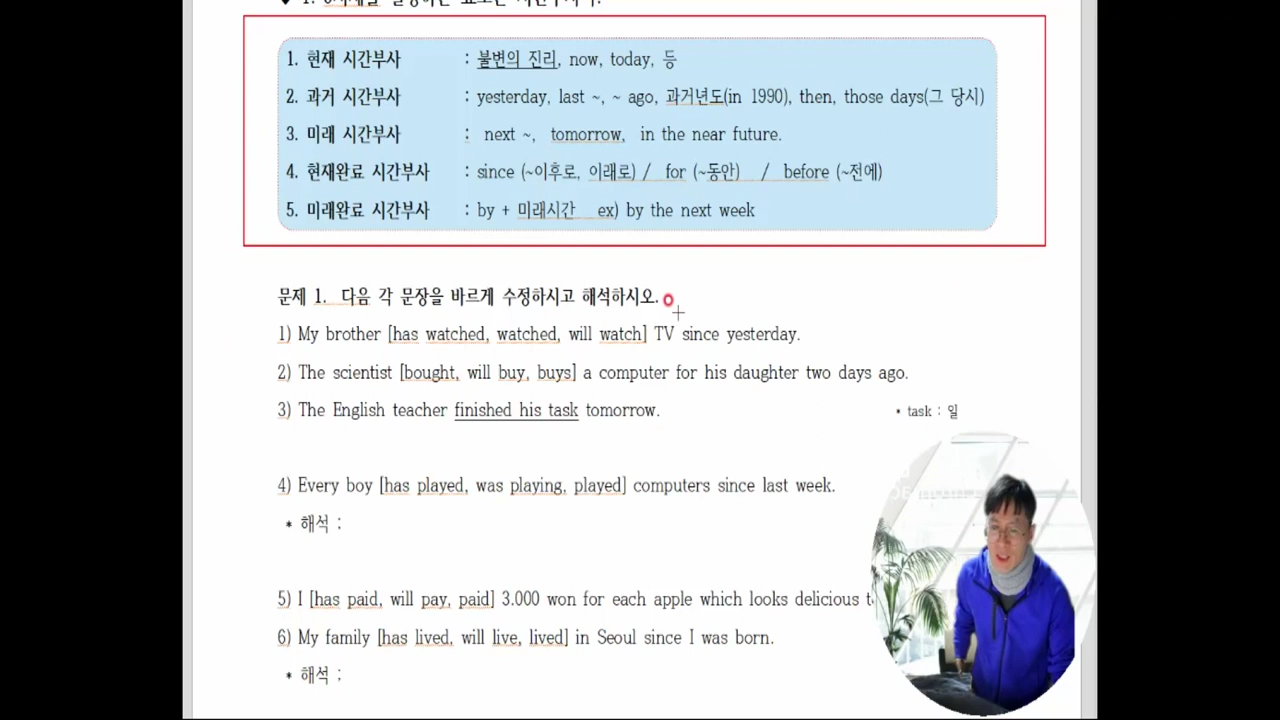 1. 현재 시간부사 : 불변의 진리, now, today, 등
2. 과거 시간부사 : yesterday, last ~, ~ ago, 과거년도(in 1990), then, those days(그 당시)
3. 미래 시간부사 : next ~, tomorrow, in the near future.
4. 현재완료 시간부사 : since (~이후로, 이래로) / for (~동안) / before (~전에)
5. 미래완료 시간부사 : by + 미래시간 ex) by the next week
문제 1. 다음 각 문장을 바르게 수정하시고 해석하시오.
1) My brother [has watched, watched, will watch] TV since yesterday.
2) The scientist [bought, will buy, buys] a computer for his daughter two days ago.
3) The English teacher finished his task tomorrow. * task : 일
4) Every boy [has played, was playing, played] computers since last week.
* 해석 :
5) I [has paid, will pay, paid] 3.000 won for each apple which looks delicious
6) My family [has lived, will live, lived] in Seoul since I was born.
* 해석 :